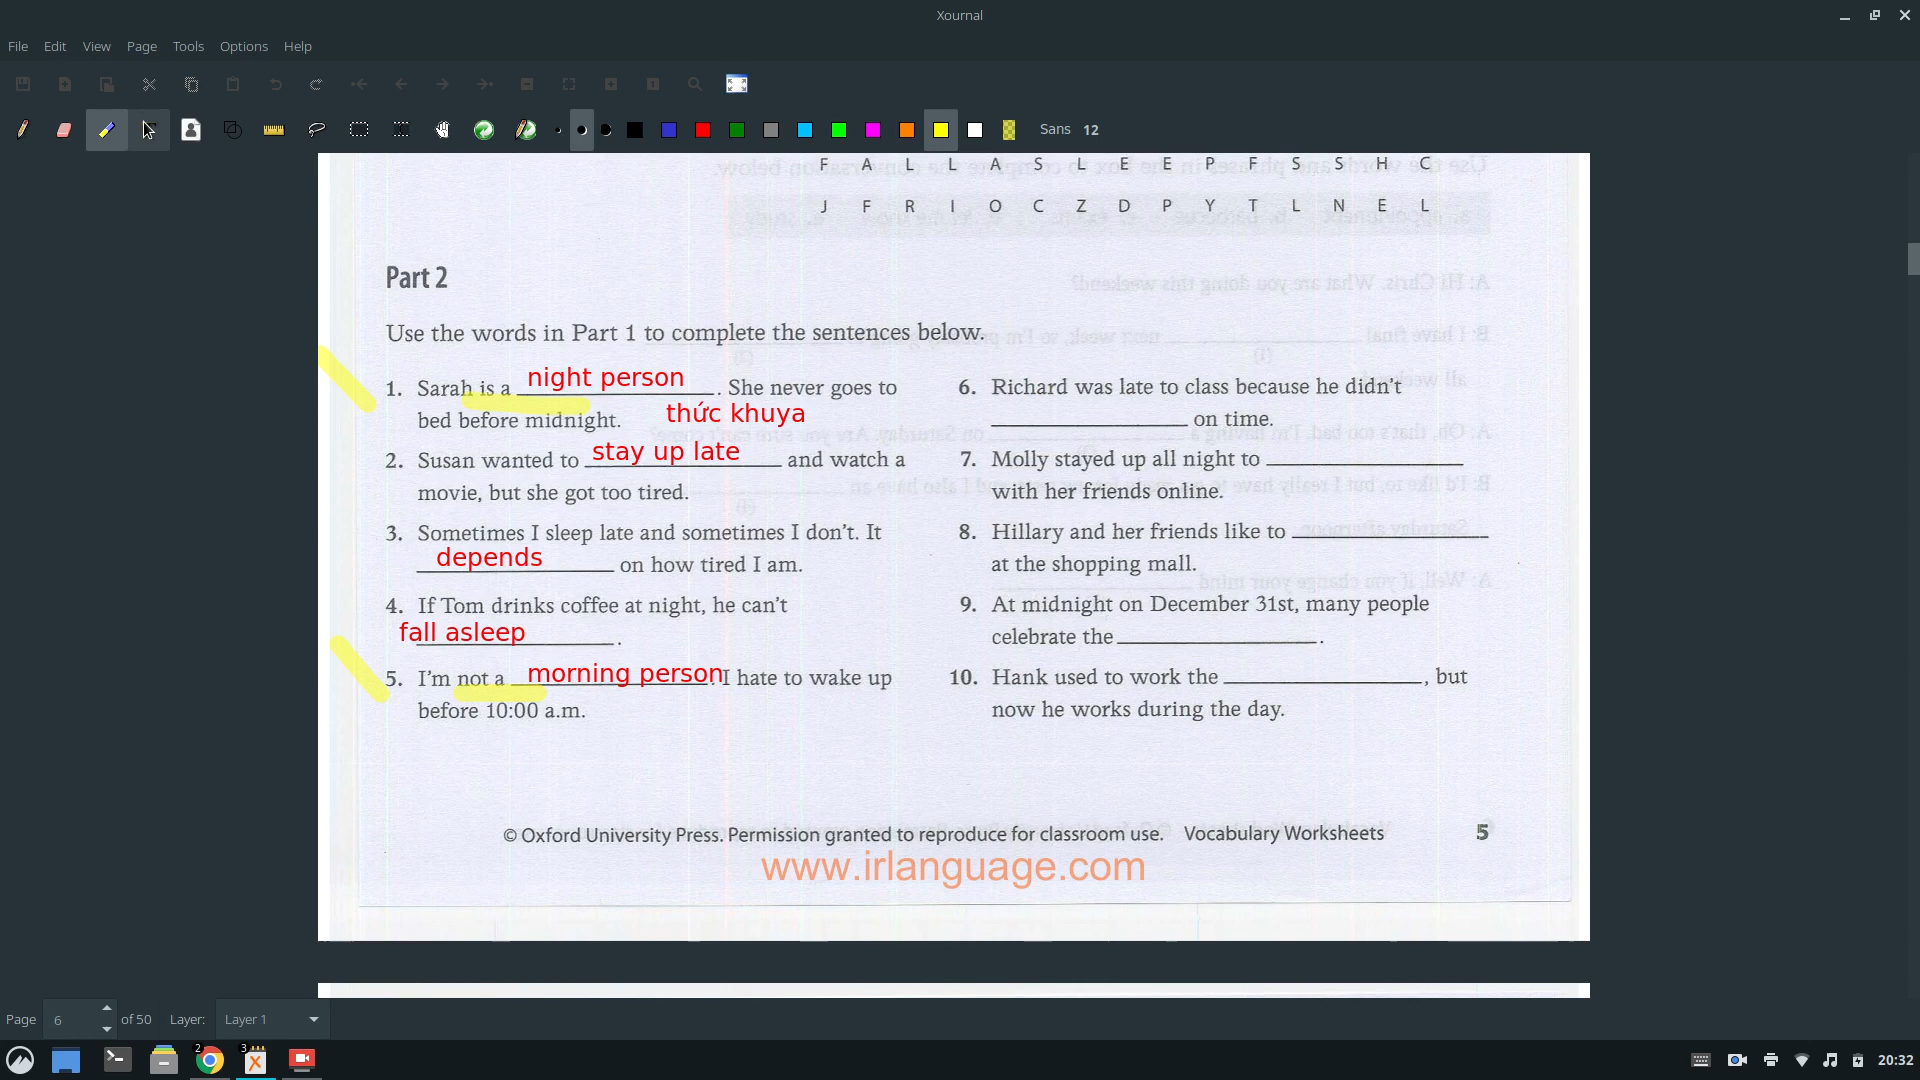 Xournal
File Edit View Page Tools Options Help
Sans 12
F A L L A S L E E P F S S H C
J F R I O C Z D P Y T L N E L
Part 2
Use the words in Part 1 to complete the sentences below.
1. Sarah is a night person. She never goes to
bed before midnight. thức khuya
2. Susan wanted to stay up late and watch a
movie, but she got too tired.
3. Sometimes I sleep late and sometimes I don't. It
depends on how tired I am.
4. If Tom drinks coffee at night, he can't
fall asleep.
5. I'm not a morning person. I hate to wake up
before 10:00 a.m.
6. Richard was late to class because he didn't
on time.
7. Molly stayed up all night to
with her friends online.
8. Hillary and her friends like to
at the shopping mall.
9. At midnight on December 31st, many people
celebrate the .
10. Hank used to work the , but
now he works during the day.
© Oxford University Press. Permission granted to reproduce for classroom use. Vocabulary Worksheets 5
www.irlanguage.com
Page 6 of 50 Layer: Layer 1
2 3 20:32